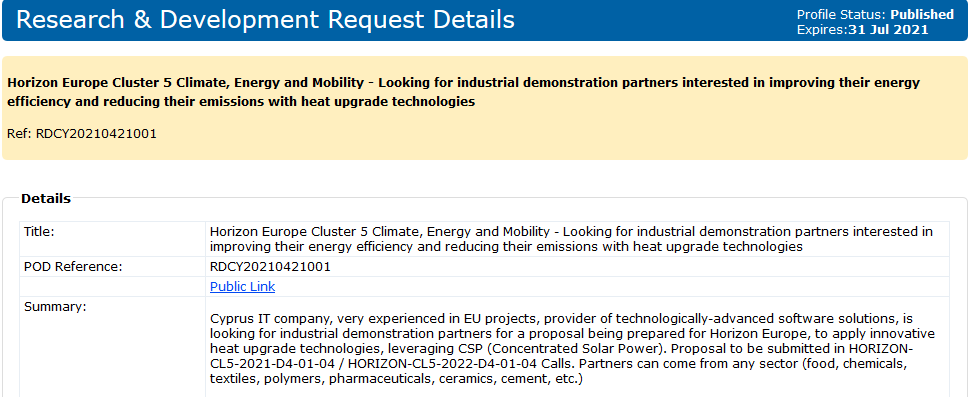 Research & Development Request Details
Profile Status: Published
Expires:31 Jul 2021
Horizon Europe Cluster 5 Climate, Energy and Mobility - Looking for industrial demonstration partners interested in improving their energy
efficiency and reducing their emissions with heat upgrade technologies
Ref: RDCY20210421001
Details
Title:
Horizon Europe Cluster 5 Climate, Energy and Mobility - Looking for industrial demonstration partners interested in
improving their energy efficiency and reducing their emissions with heat upgrade technologies
POD Reference:
RDCY20210421001
Public Link
Summary:
Cyprus IT company, very experienced in EU projects, provider of technologically-advanced software solutions, is
looking for industrial demonstration partners for a proposal being prepared for Horizon Europe, to apply innovative
heat upgrade technologies, leveraging CSP (Concentrated Solar Power). Proposal to be submitted in HORIZON-
CL5-2021-D4-01-04 / HORIZON-CL5-2022-D4-01-04 Calls. Partners can come from any sector (food, chemicals,
textiles, polymers, pharmaceuticals, ceramics, cement, etc.)